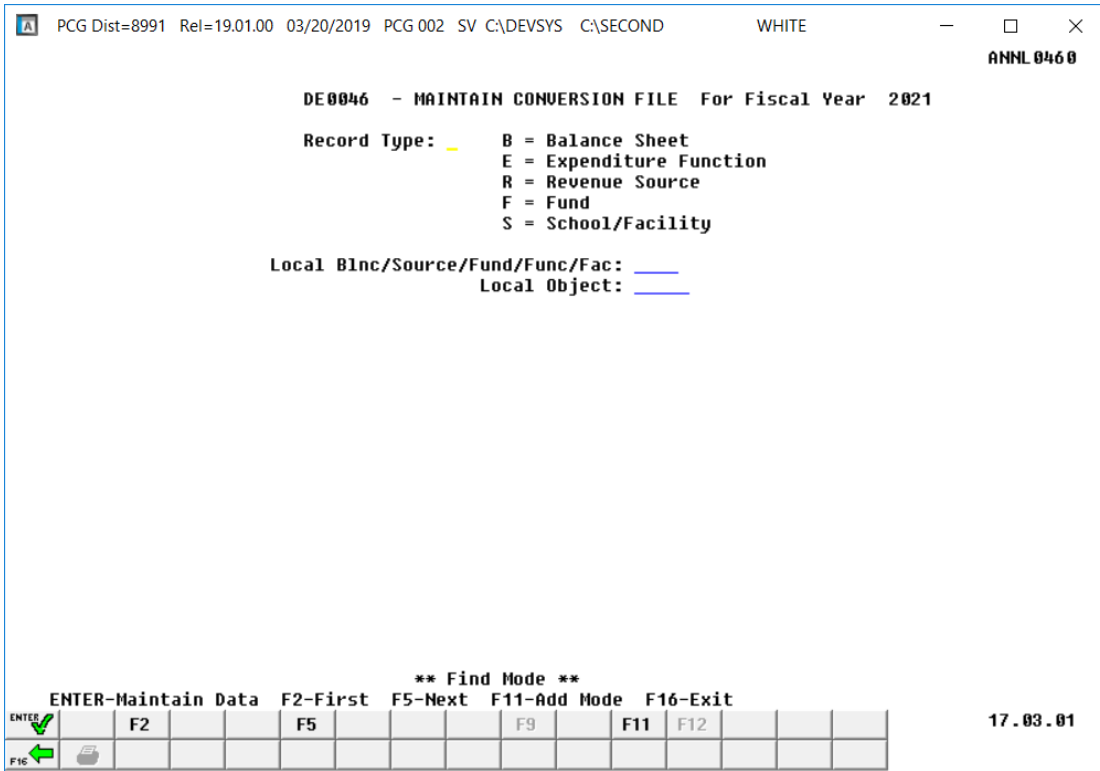 A PCG Dist=8991 Rel=19.01.00 03/20/2019 PCG 002 SV C:\DEVSYS C:\SECOND WHITE
ANNL0460
DE0046 - MAINTAIN CONVERSION FILE For Fiscal Year 2021
Record Type: _ B = Balance Sheet
E = Expenditure Function
R = Revenue Source
F = Fund
S = School/Facility
Local Blnc/Source/Fund/Func/Fac: ____
Local Object: _____
** Find Mode **
ENTER-Maintain Data F2-First F5-Next F11-Add Mode F16-Exit
ENTER F2 F5 F9 F11 F12 17.03.01
F16